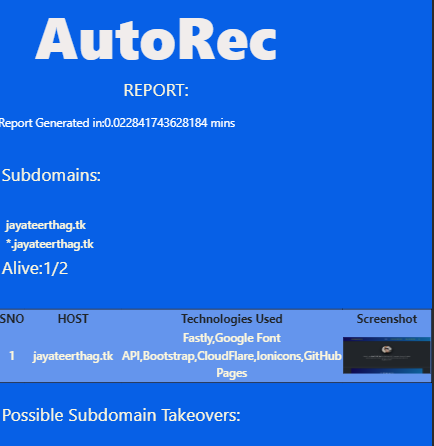 AutoRec
REPORT:
Report Generated in:0.022841743628184 mins
Subdomains:
jayateerthag.tk
*.jayateerthag.tk
Alive:1/2
SNO HOST Technologies Used Screenshot
1 jayateerthag.tk Fastly,Google Font
API,Bootstrap,CloudFlare,Ionicons,GitHub
Pages
Possible Subdomain Takeovers: